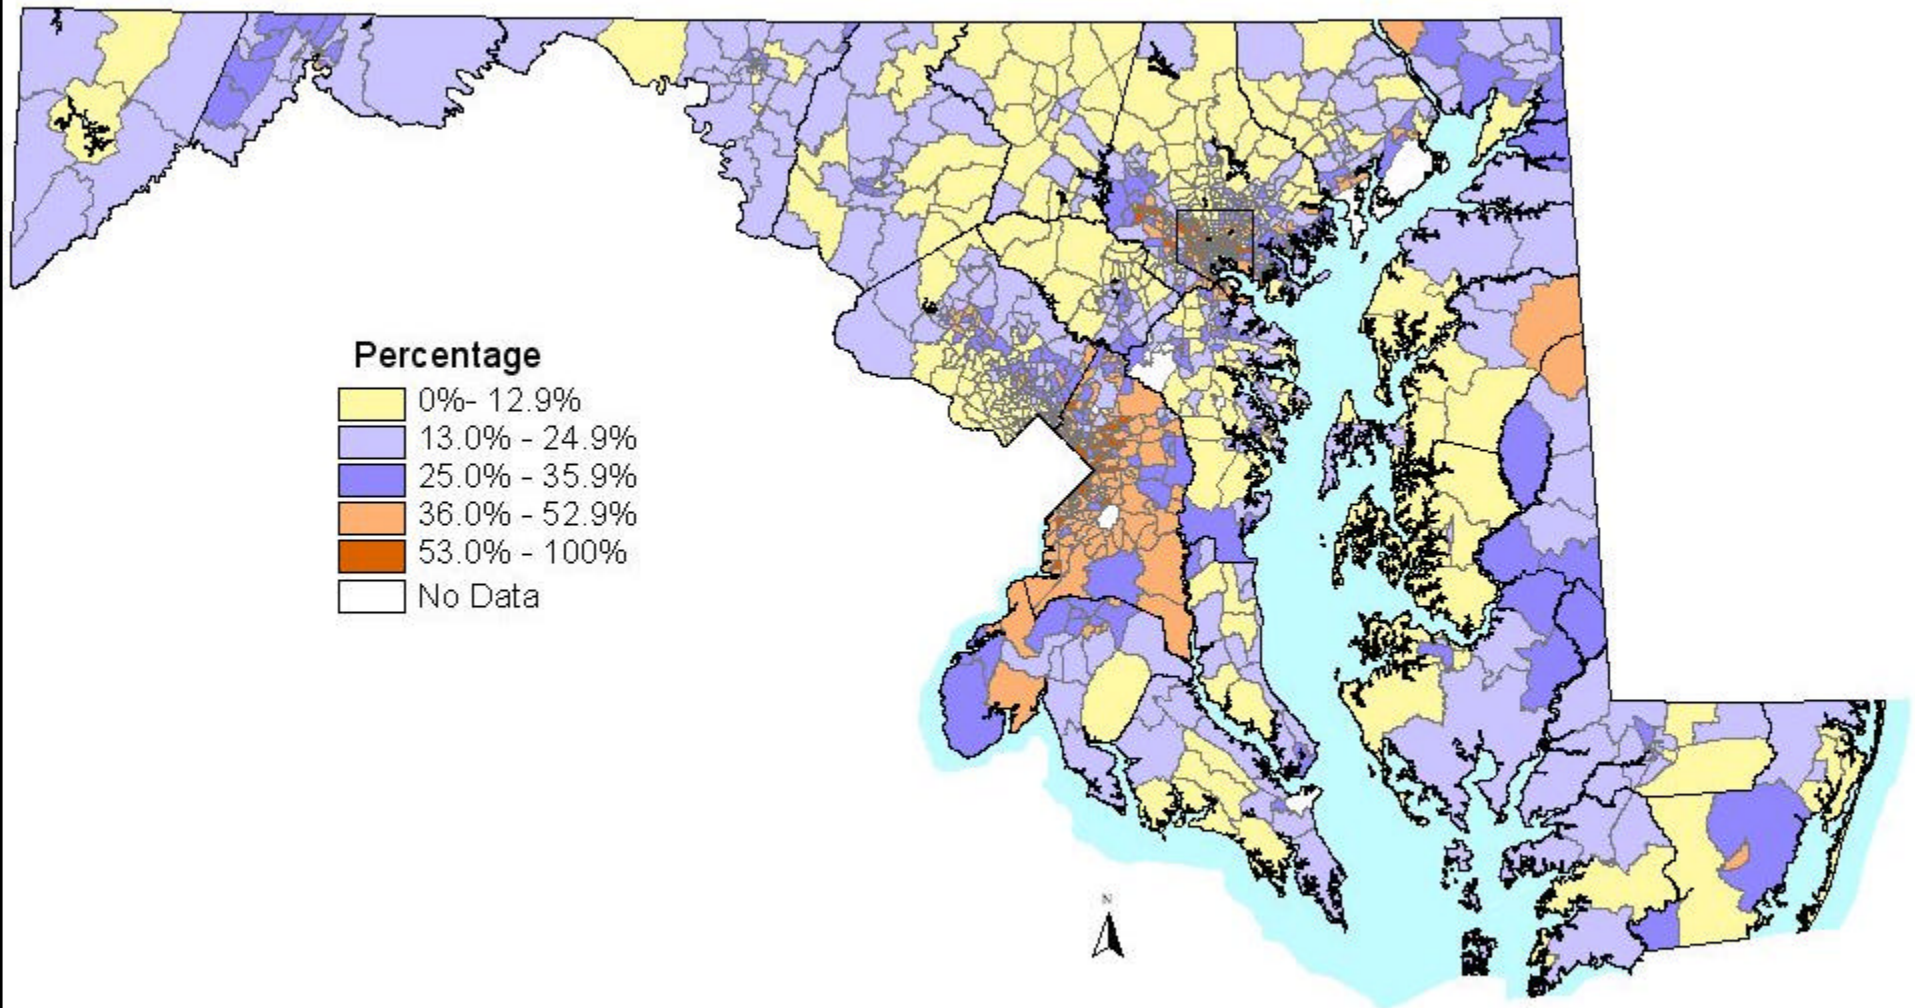 Percentage
0%- 12.9%
13.0% - 24.9%
25.0% - 35.9%
36.0% - 52.9%
53.0% - 100%
No Data
N